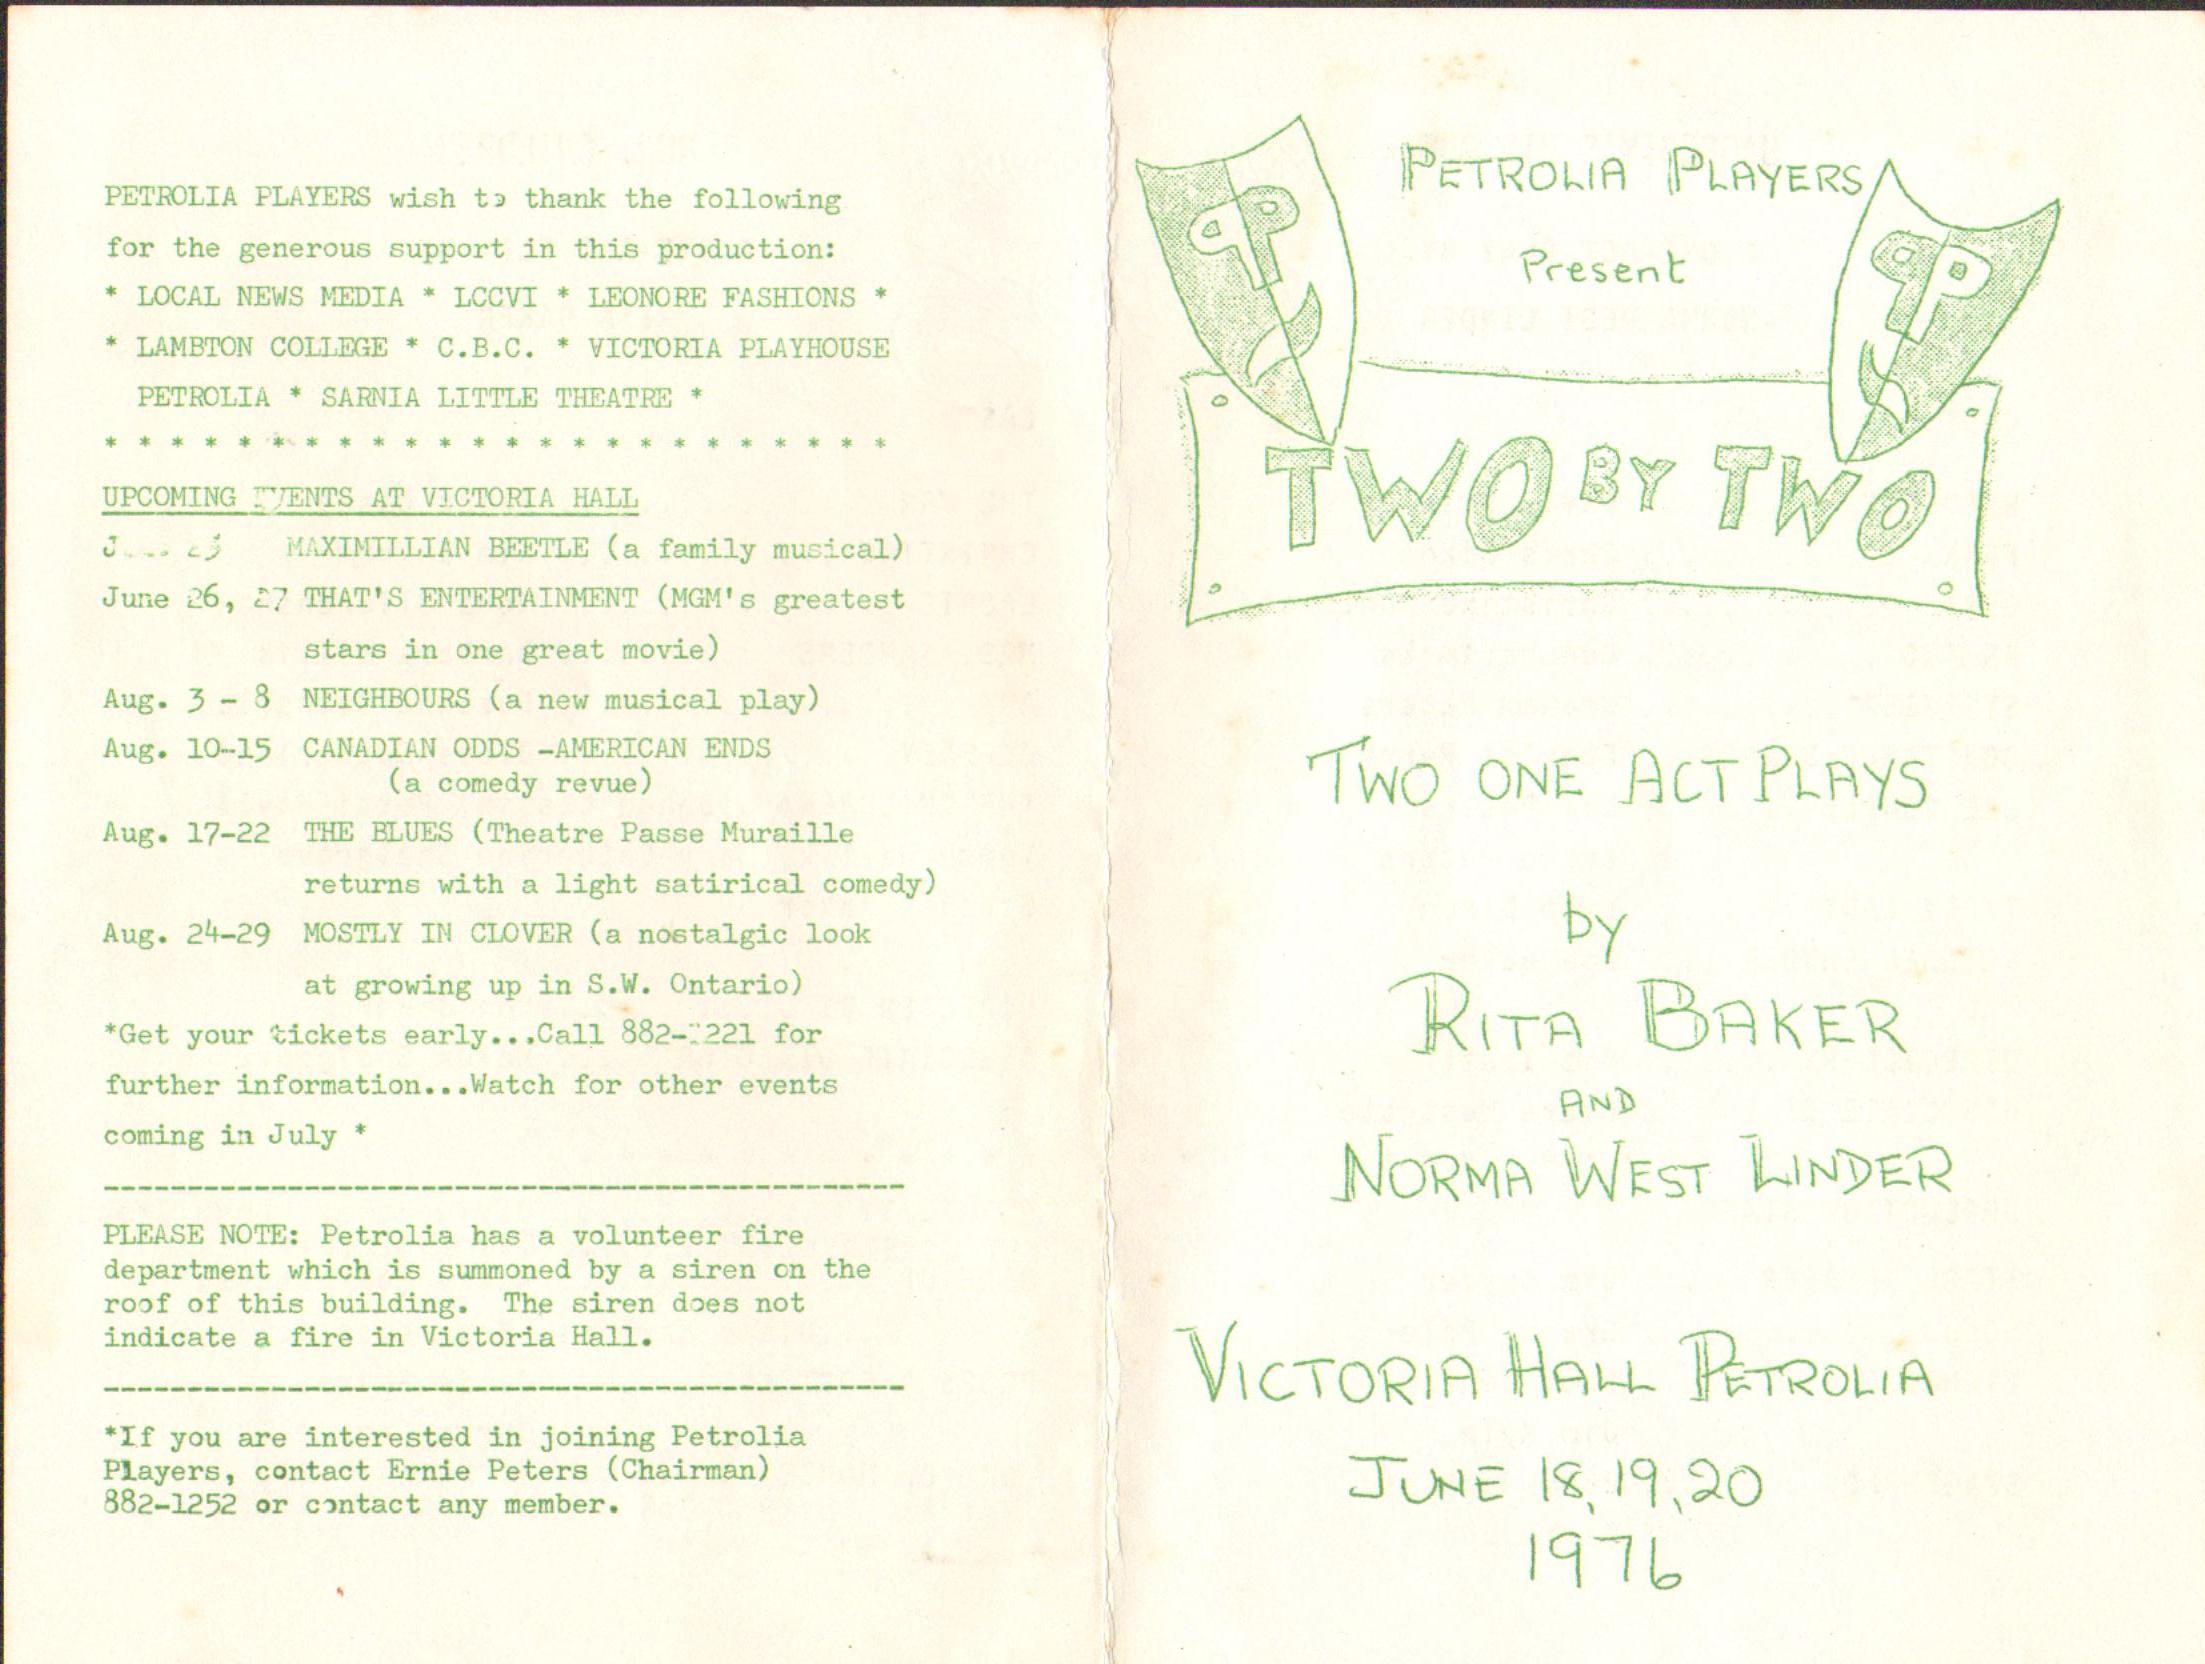 PETROLIA PLAYERS wish to thank the following
for the generous support in this production:
* LOCAL NEWS MEDIA * LCCVI * LEONORE FASHIONS *
* LAMBTON COLLEGE * C.B.C. * VICTORIA PLAYHOUSE
PETROLIA * SARNIA LITTLE THEATRE *
* * * * * * * * * * * * * * * * * * * * * * * *
UPCOMING EVENTS AT VICTORIA HALL
MAXIMILLIAN BEETLE (a family musical)
June 26, 27 THAT'S ENTERTAINMENT (MGM's greatest
stars in one great movie)
Aug. 3 - 8 NEIGHBOURS (a new musical play)
Aug. 10-15 CANADIAN ODDS -AMERICAN ENDS
(a comedy revue)
Aug. 17-22 THE BLUES (Theatre Passe Muraille
returns with a light satirical comedy)
Aug. 24-29 MOSTLY IN CLOVER (a nostalgic look
at growing up in S.W. Ontario)
*Get your tickets early...Call for
further information...Watch for other events
coming in July *
PLEASE NOTE: Petrolia has a volunteer fire
department which is summoned by a siren on the
roof of this building. The siren does not
indicate a fire in Victoria Hall.
*If you are interested in joining Petrolia
Players, contact Ernie Peters (Chairman)
882-1252 or contact any member.
PETROLIA PLAYERS
Present
TWO BY TWO
TWO ONE ACT PLAYS
by
RITA BAKER
AND
NORMA WEST LINDER
VICTORIA HALL PETROLIA
JUNE 18, 19, 20
1976